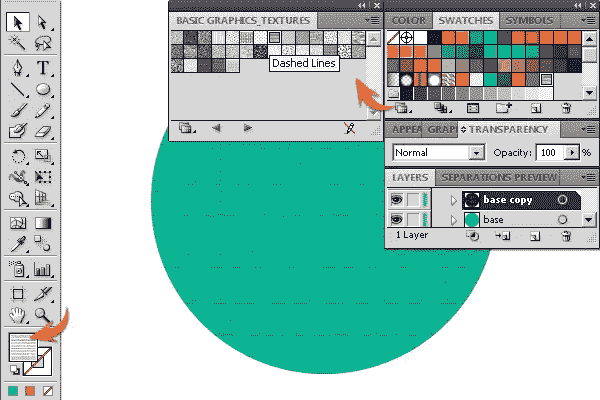 BASIC GRAPHICS_TEXTURES
Dashed Lines
COLOR SWATCHES SYMBOLS
APPEA GRAPI TRANSPARENCY
Normal Opacity: 100 %
LAYERS SEPARATIONS PREVIEW
base copy
base
1 Layer
T